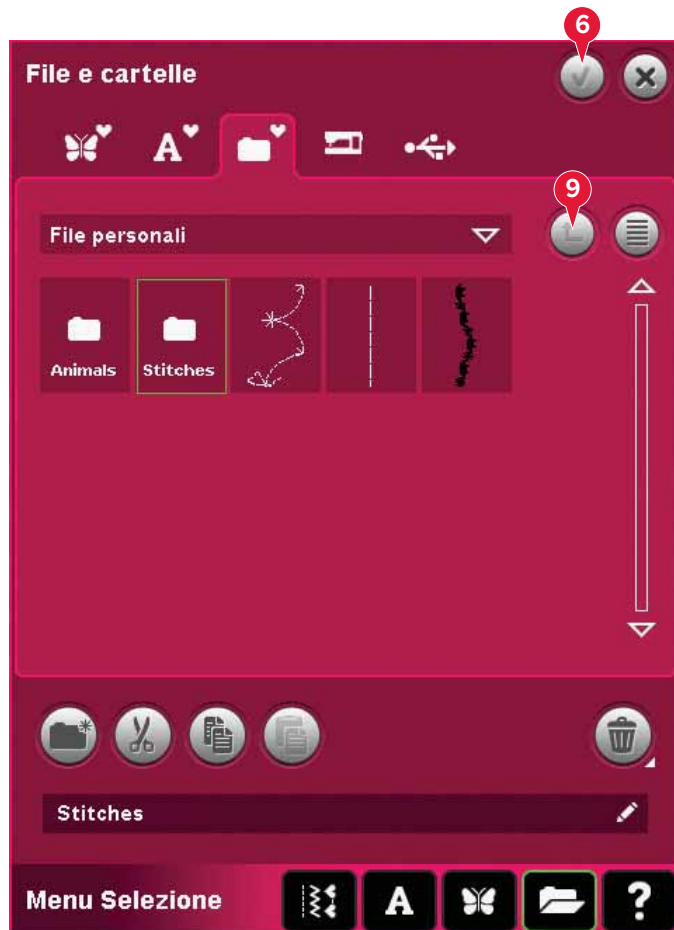 6
File e cartelle
A
9
File personali
Animals
Stitches
Stitches
Menu Selezione
A
?